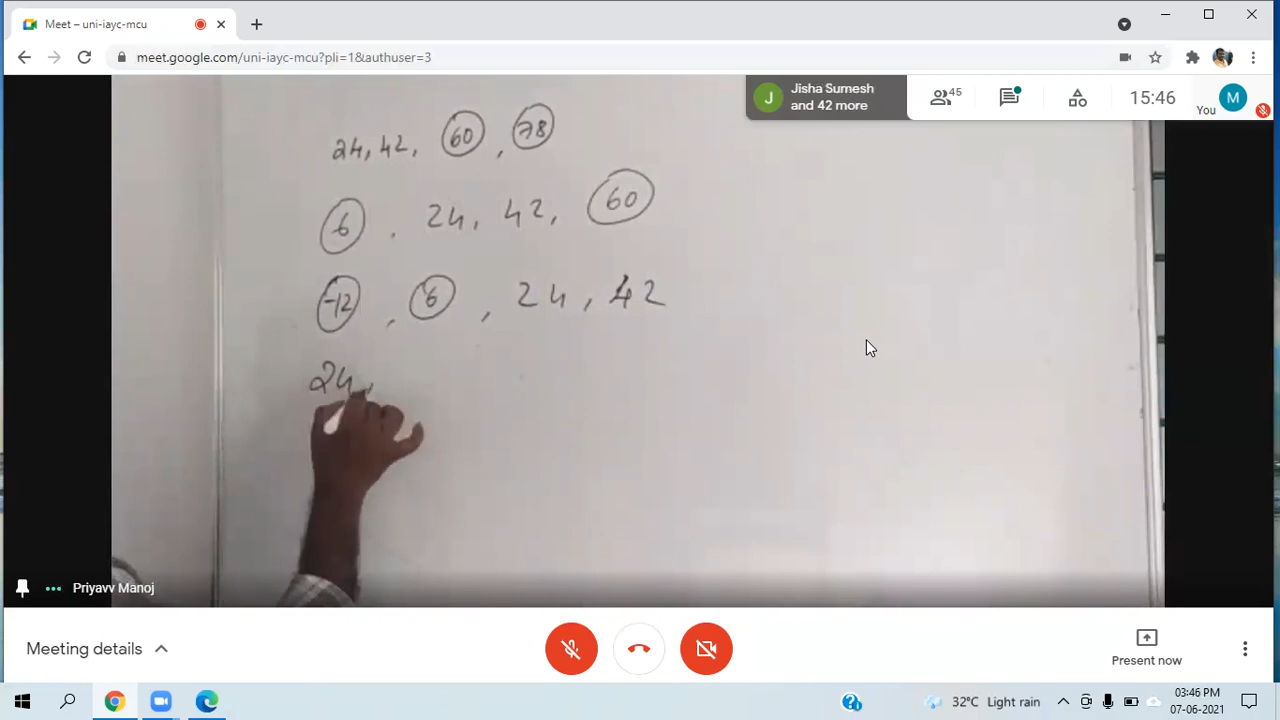 Meet – uni-iayc-mcu
meet.google.com/uni-iayc-mcu?pli=1&authuser=3
J
Jisha Sumesh
and 42 more
45
15:46
You
M
24, 42, 60, 78
6, 24, 42, 60
-12, 6, 24, 42
24,
Priyavv Manoj
Meeting details
Present now
32°C Light rain
03:46 PM
07-06-2021